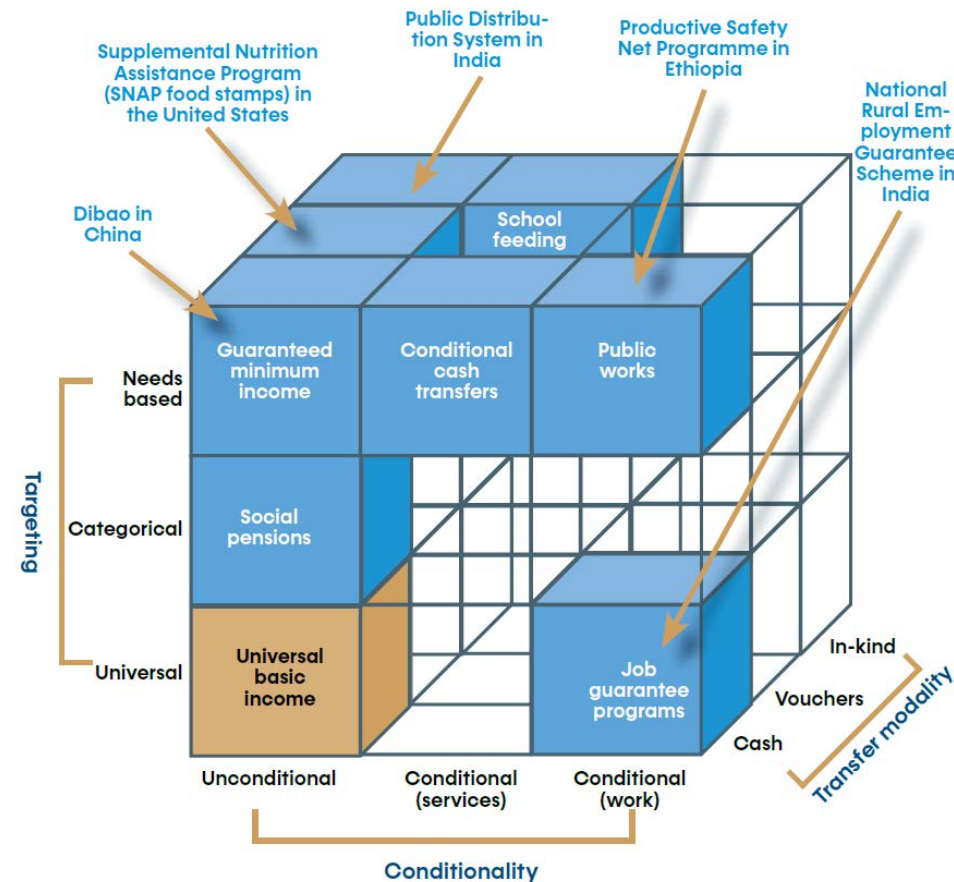 Public Distribu-
tion System in
India
Productive Safety
Net Programme in
Ethiopia
Supplemental Nutrition
Assistance Program
(SNAP food stamps) in
the United States
National
Rural Em-
ployment
Guarantee
Scheme in
India
Dibao in
China
School
feeding
Guaranteed
minimum
income
Conditional
cash
transfers
Public
works
Needs
based
Targeting
Categorical
Social
pensions
Universal
Universal
basic
income
Job
guarantee
programs
In-kind
Vouchers
Cash
Transfer modality
Unconditional
Conditional
(services)
Conditional
(work)
Conditionality